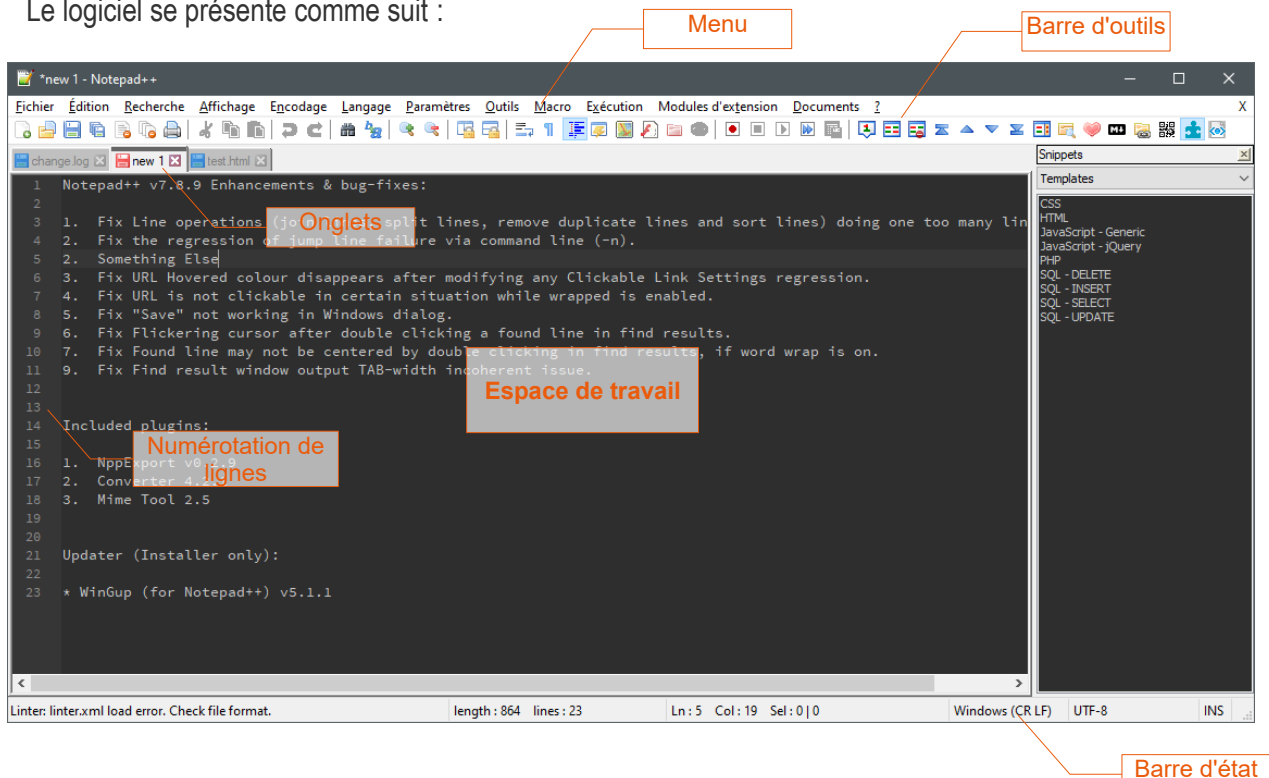 Le logiciel se présente comme suit :
Menu
Barre d'outils
*new 1 - Notepad++
Fichier Édition Recherche Affichage Encodage Langage Paramètres Outils Macro Exécution Modules d'extension Documents ? X
change.log new 1 test.html
Snippets
Templates
CSS
HTML
JavaScript - Generic
JavaScript - jQuery
PHP
SQL - DELETE
SQL - INSERT
SQL - SELECT
SQL - UPDATE
1 Notepad++ v7.8.9 Enhancements & bug-fixes:
2
Onglets
3 1. Fix Line operations (join split lines, remove duplicate lines and sort lines) doing one too many lin
4 2. Fix the regression of jump line failure via command line (-n).
5 2. Something Else
6 3. Fix URL Hovered colour disappears after modifying any Clickable Link Settings regression.
7 4. Fix URL is not clickable in certain situation while wrapped is enabled.
8 5. Fix "Save" not working in Windows dialog.
9 6. Fix Flickering cursor after double clicking a found line in find results.
10 7. Fix Found line may not be centered by double clicking in find results, if word wrap is on.
11 9. Fix Find result window output TAB-width incoherent issue.
Espace de travail
12
13
14 Included plugins:
15
Numérotation de
lignes
16 1. NppExport v0.2.9
17 2. Converter
18 3. Mime Tool 2.5
19
20
21 Updater (Installer only):
22
23 * WinGup (for Notepad++) v5.1.1
Linter: linter.xml load error. Check file format. length : 864 lines : 23 Ln : 5 Col : 19 Sel : 0 | 0 Windows (CR LF) UTF-8 INS
Barre d'état